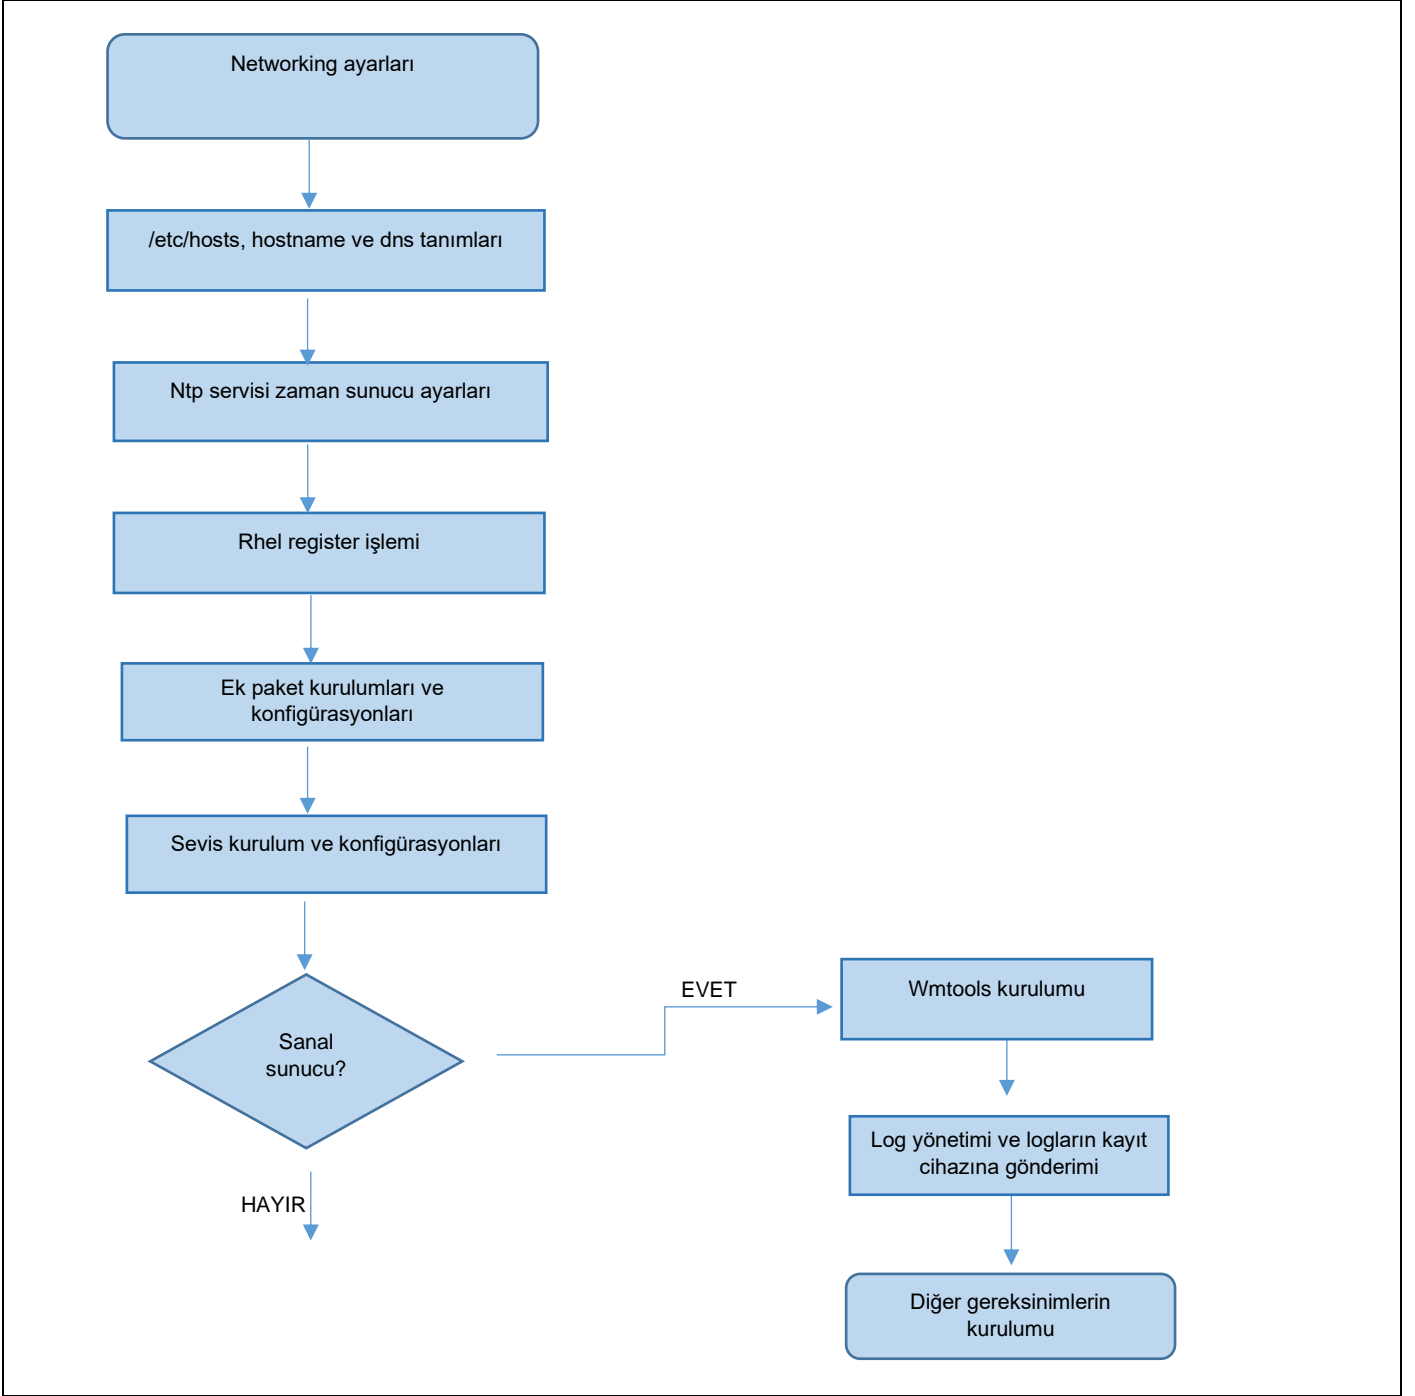 Networking ayarları
/etc/hosts, hostname ve dns tanımları
Ntp servisi zaman sunucu ayarları
Rhel register işlemi
Ek paket kurulumları ve
konfigürasyonları
Sevis kurulum ve konfigürasyonları
Sanal
sunucu?
EVET
HAYIR
Wmtools kurulumu
Log yönetimi ve logların kayıt
cihazına gönderimi
Diğer gereksinimlerin
kurulumu